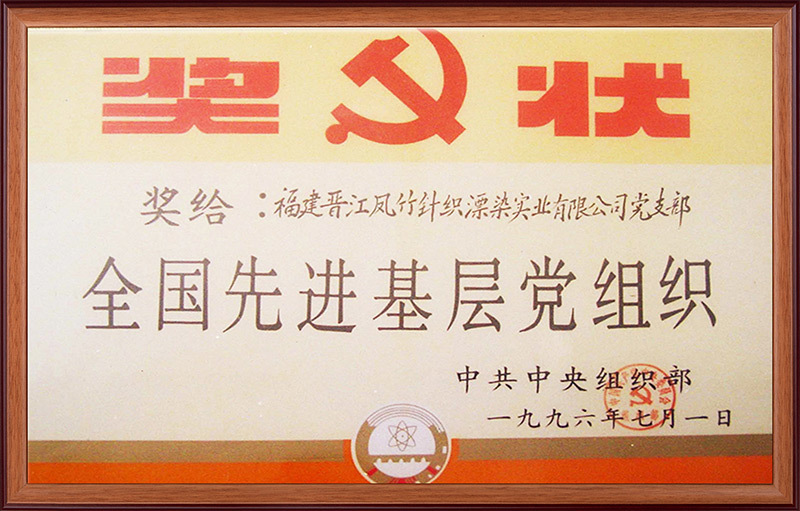 奖状
奖给：福建晋江凤竹针织漂染实业有限公司党支部
全国先进基层党组织
中共中央组织部
一九九六年七月一日